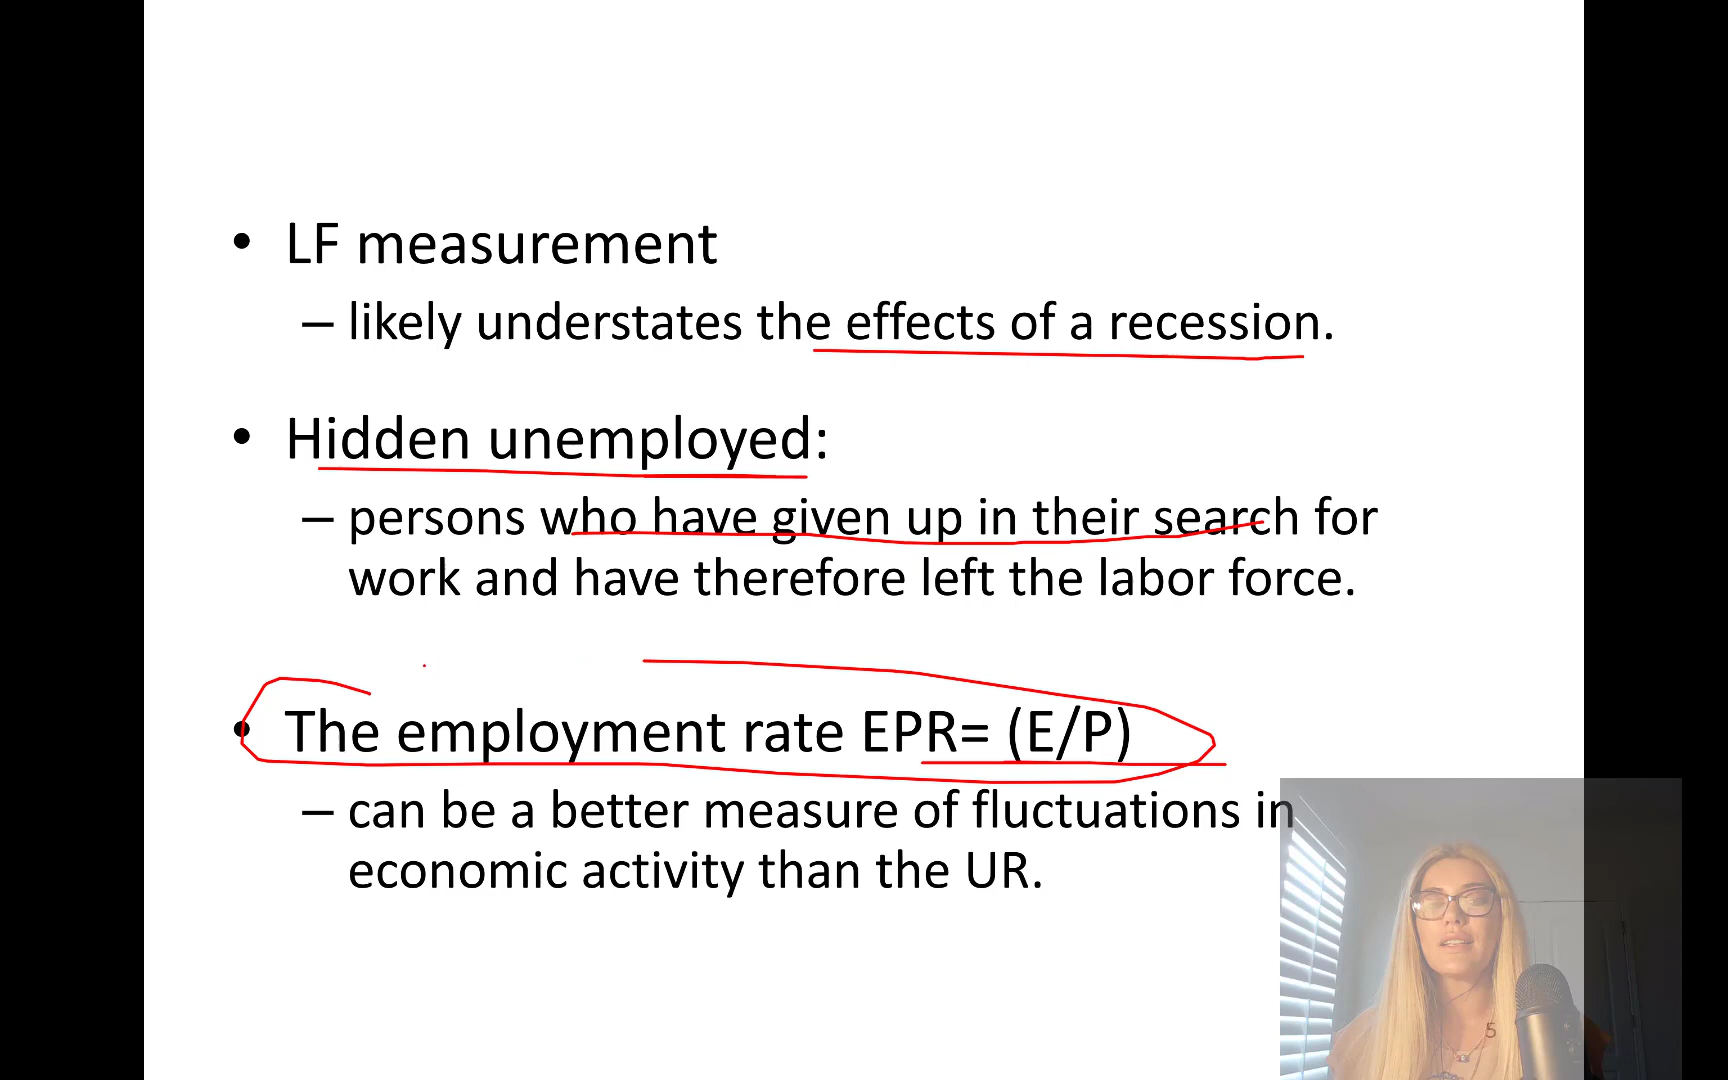 • LF measurement
– likely understates the effects of a recession.
• Hidden unemployed:
– persons who have given up in their search for
work and have therefore left the labor force.
• The employment rate EPR= (E/P)
– can be a better measure of fluctuations in
economic activity than the UR.
5